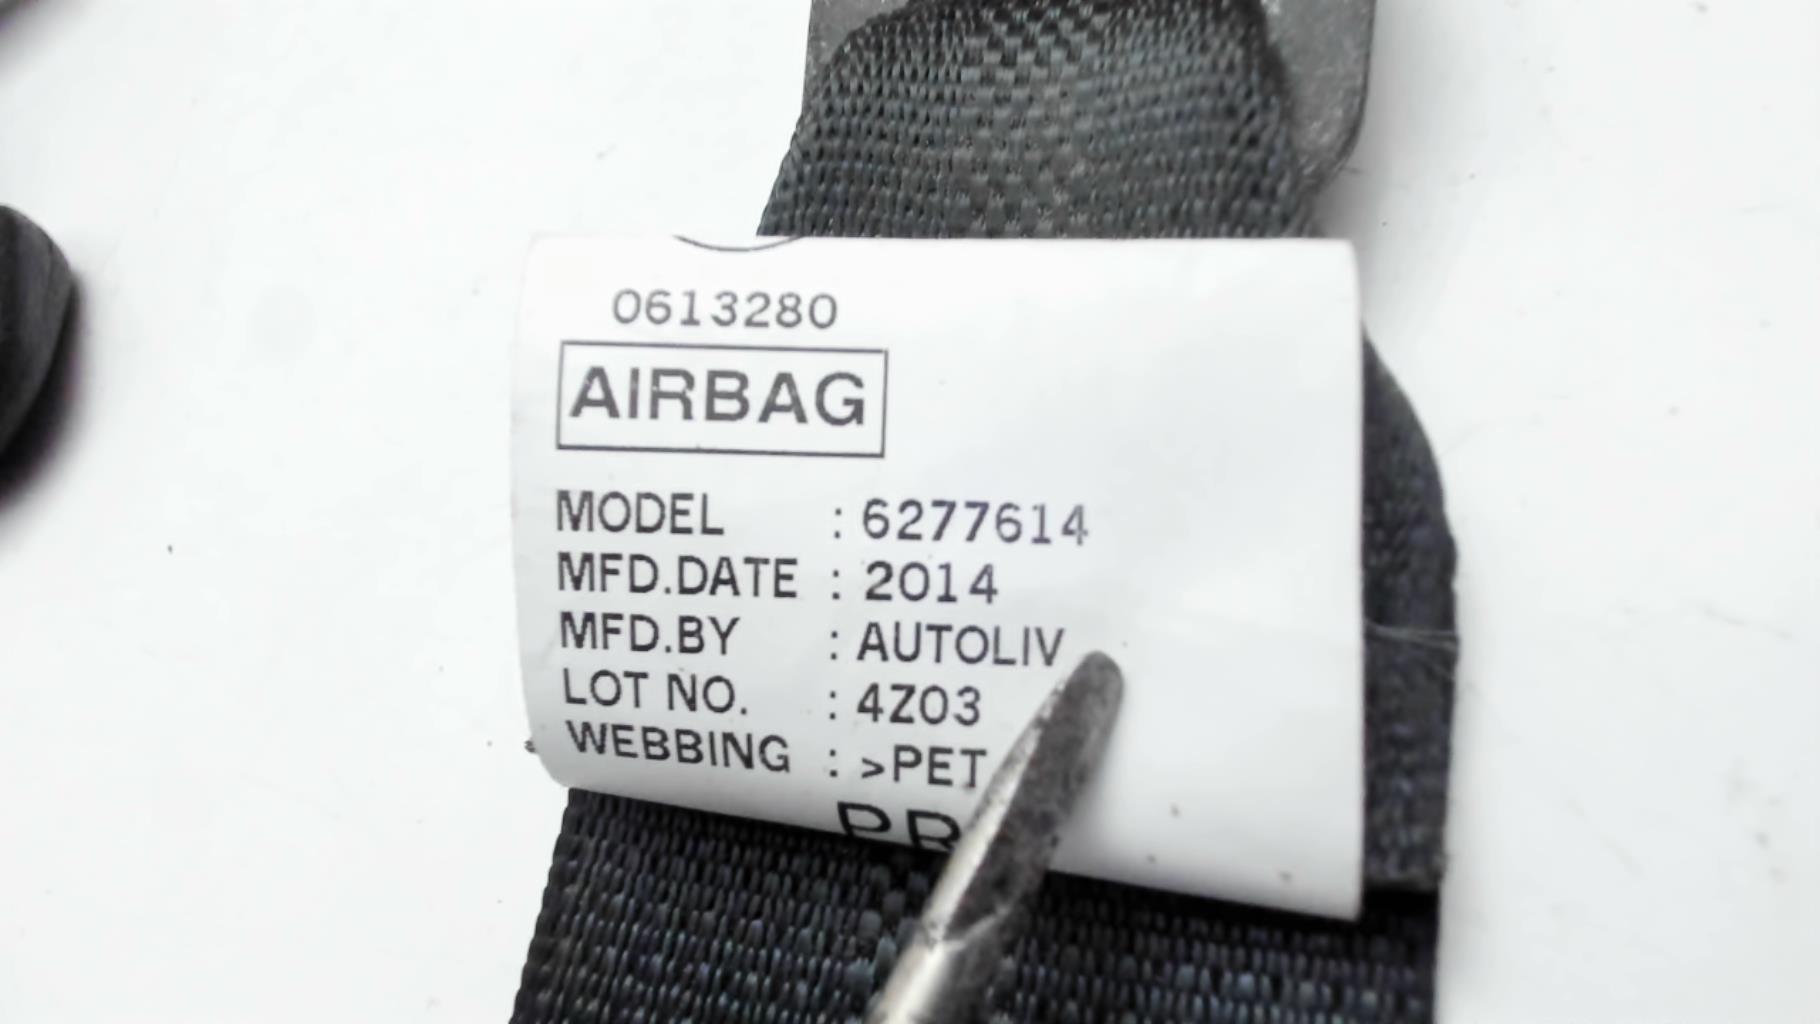 0613280
AIRBAG
MODEL : 6277614
MFD.DATE : 2014
MFD.BY : AUTOLIV
LOT NO. : 4Z03
WEBBING : >PET